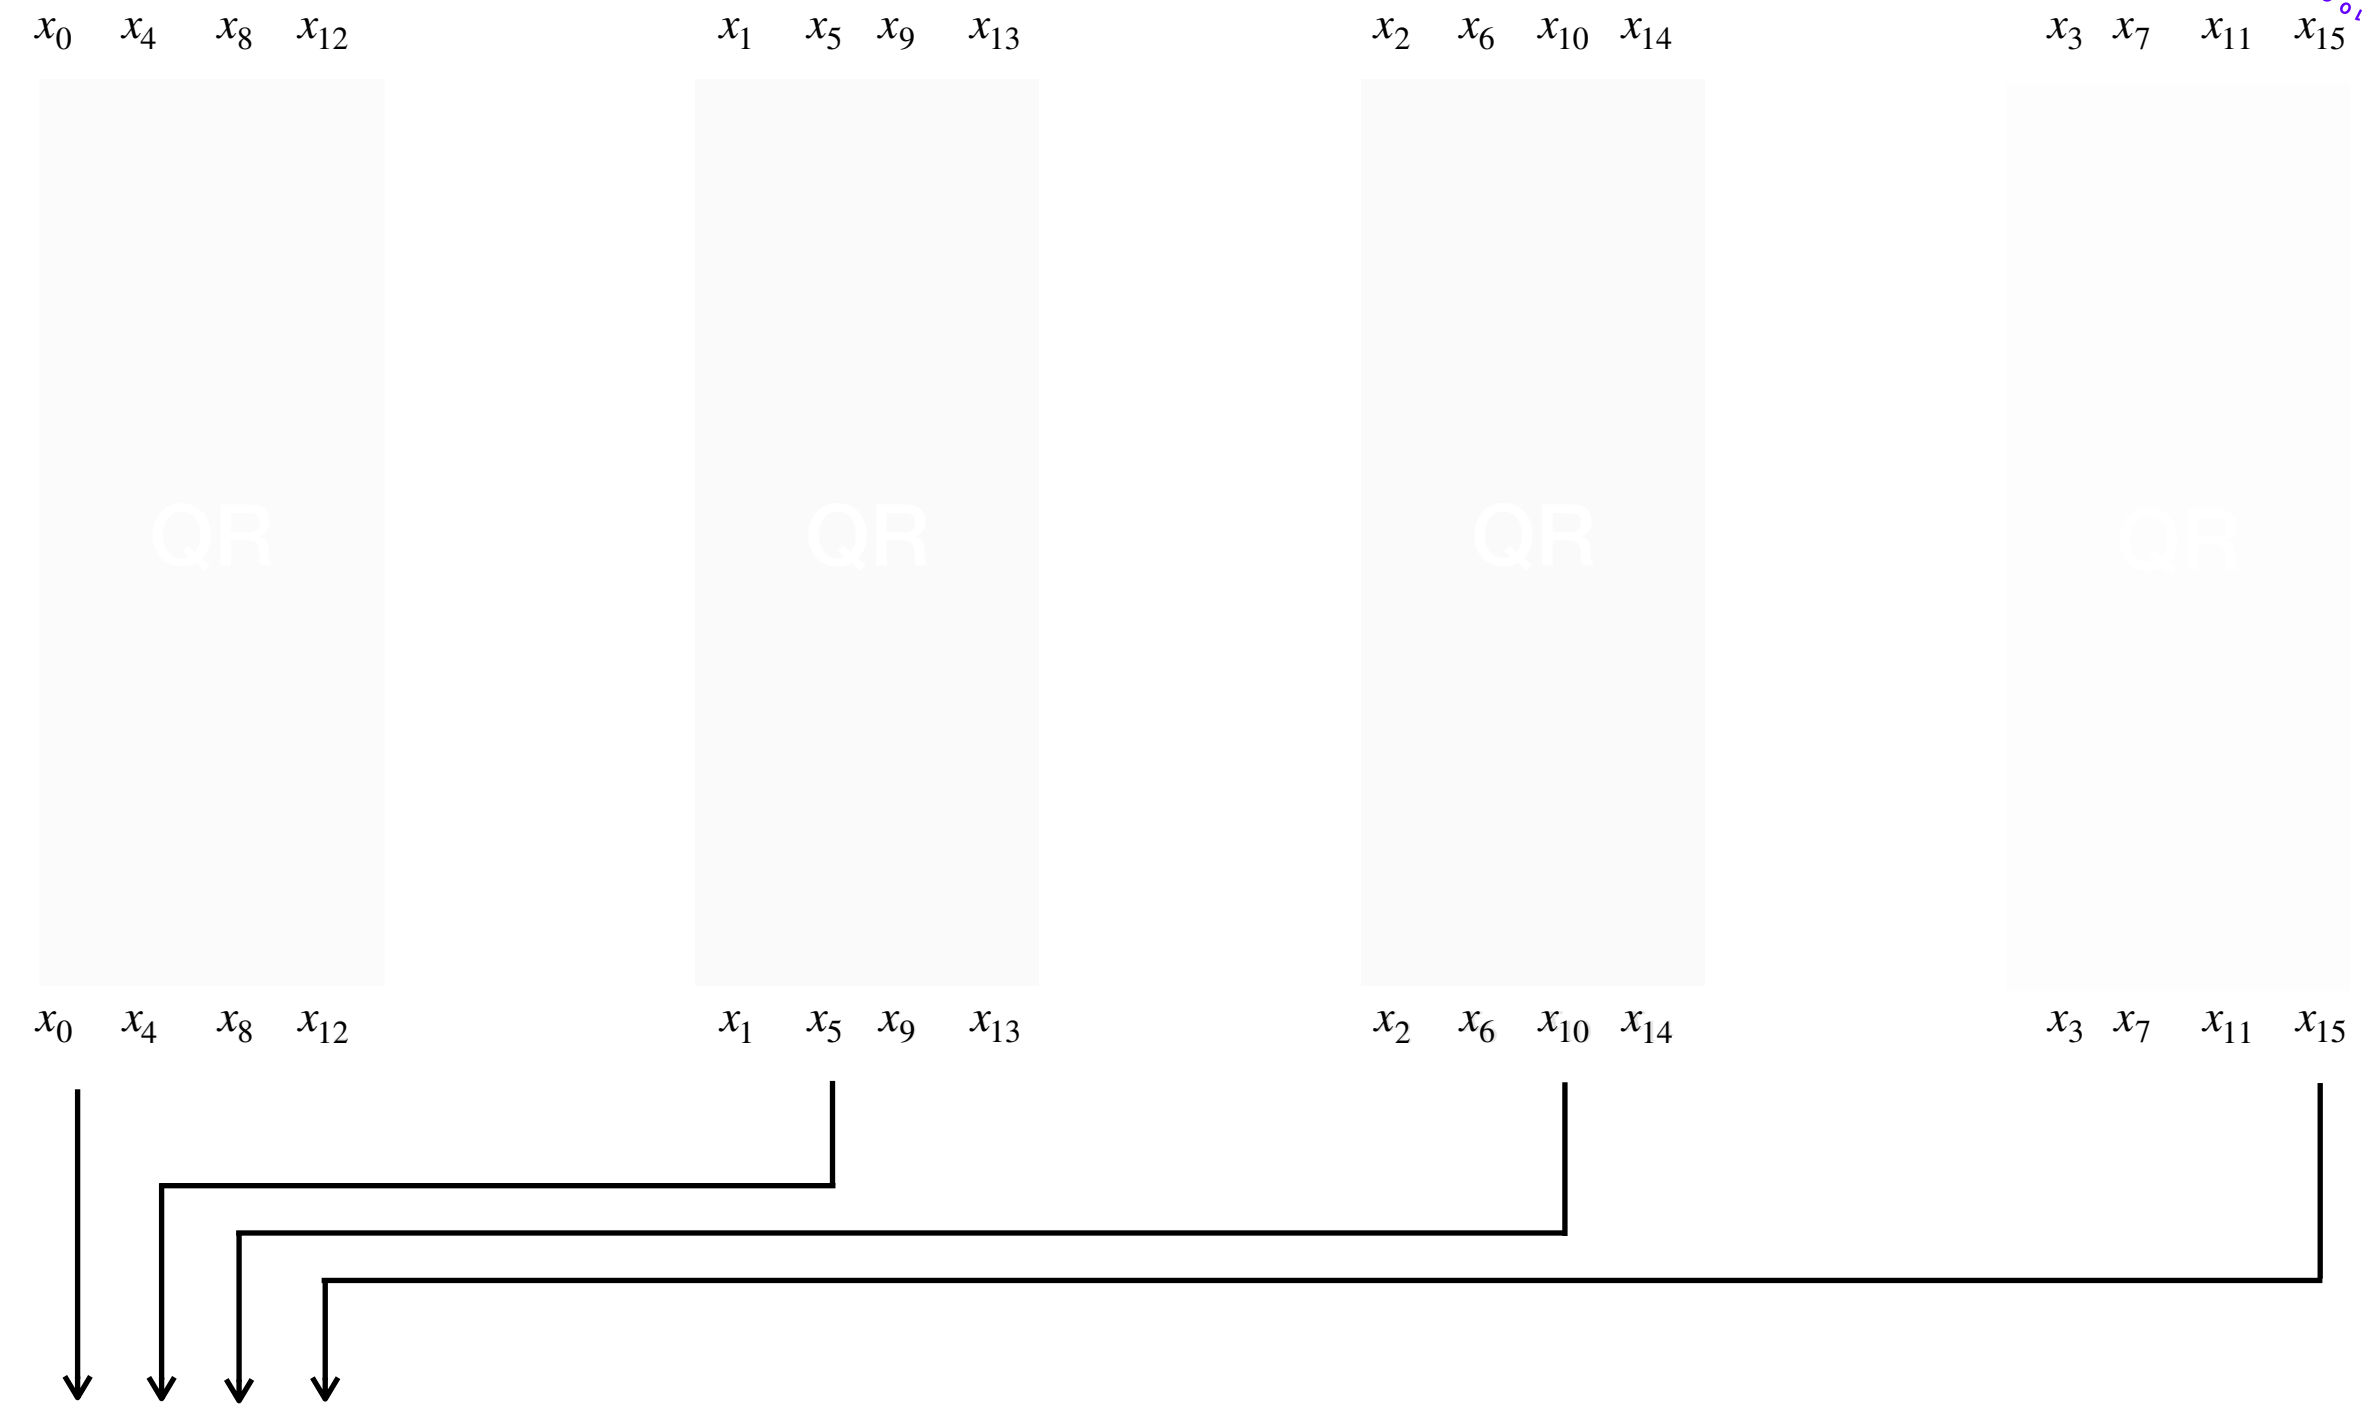 x₀ x₄ x₈ x₁₂ x₁ x₅ x₉ x₁₃ x₂ x₆ x₁₀ x₁₄ x₃ x₇ x₁₁ x₁₅
QR QR QR QR
x₀ x₄ x₈ x₁₂ x₁ x₅ x₉ x₁₃ x₂ x₆ x₁₀ x₁₄ x₃ x₇ x₁₁ x₁₅